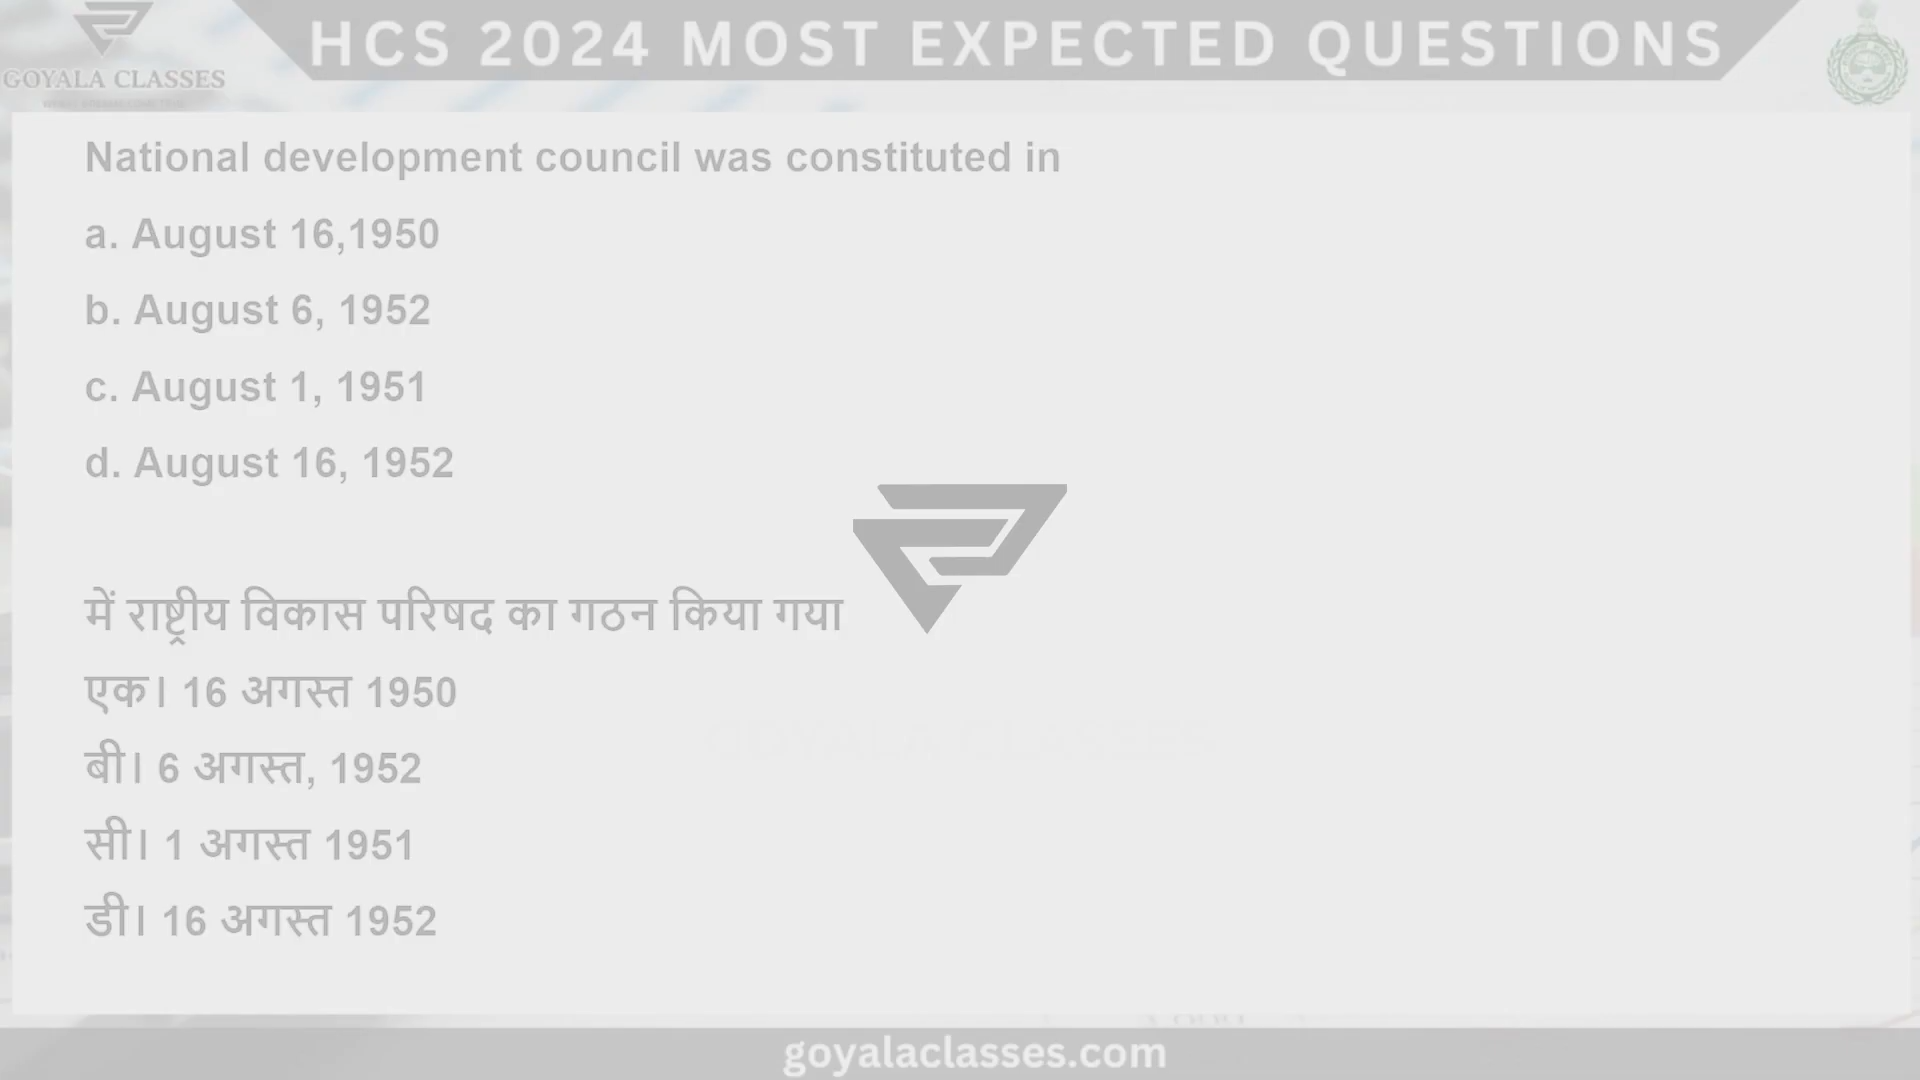 HCS 2024 MOST EXPECTED QUESTIONS
GOYALA CLASSES
National development council was constituted in
a. August 16,1950
b. August 6, 1952
c. August 1, 1951
d. August 16, 1952
में राष्ट्रीय विकास परिषद का गठन किया गया
एक। 16 अगस्त 1950
बी। 6 अगस्त, 1952
सी। 1 अगस्त 1951
डी। 16 अगस्त 1952
GOYALA CLASSES
goyalaclasses.com